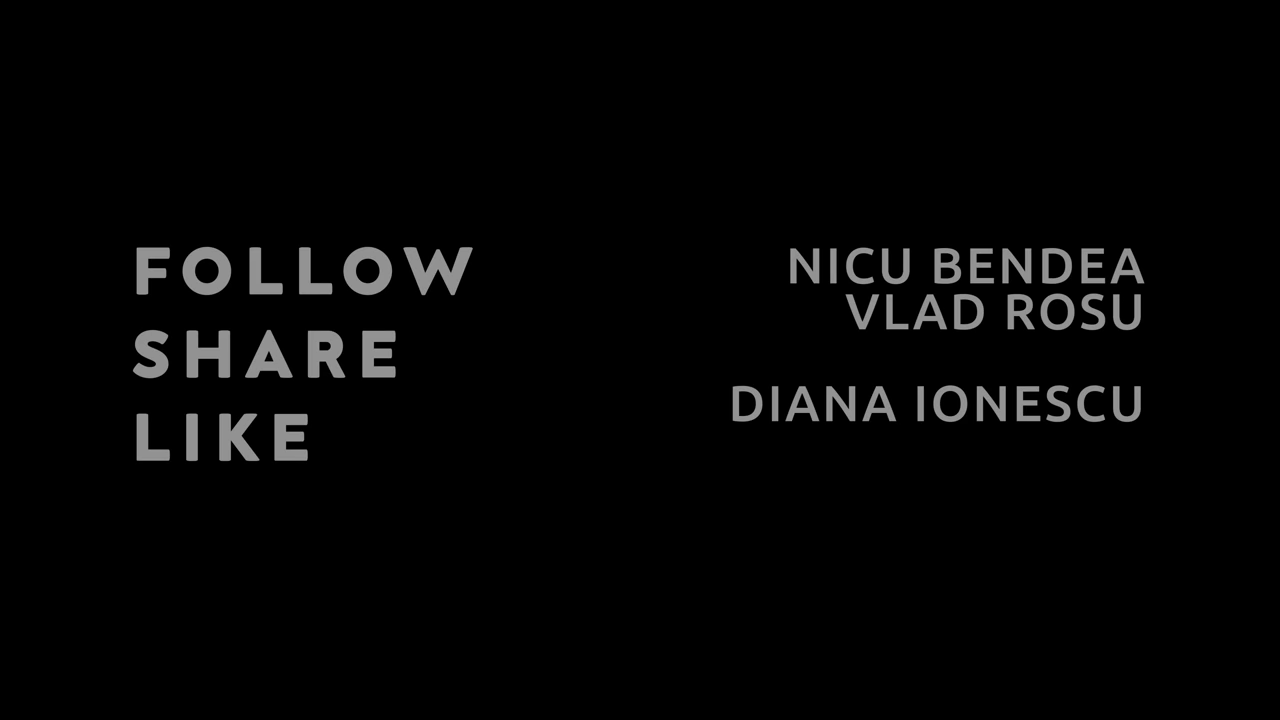 FOLLOW
SHARE
LIKE
NICU BENDEA
VLAD ROSU
DIANA IONESCU